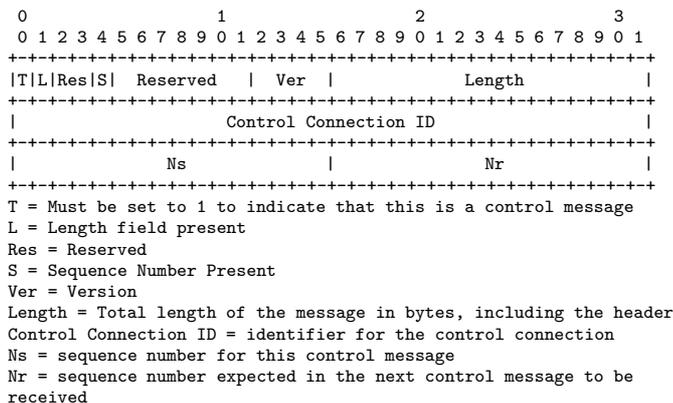 0                   1                   2                   3
 0 1 2 3 4 5 6 7 8 9 0 1 2 3 4 5 6 7 8 9 0 1 2 3 4 5 6 7 8 9 0 1
+-+-+-+-+-+-+-+-+-+-+-+-+-+-+-+-+-+-+-+-+-+-+-+-+-+-+-+-+-+-+-+-+
|T|L|Res|S|  Reserved   |  Ver  |             Length            |
+-+-+-+-+-+-+-+-+-+-+-+-+-+-+-+-+-+-+-+-+-+-+-+-+-+-+-+-+-+-+-+-+
|                     Control Connection ID                     |
+-+-+-+-+-+-+-+-+-+-+-+-+-+-+-+-+-+-+-+-+-+-+-+-+-+-+-+-+-+-+-+-+
|               Ns              |               Nr              |
+-+-+-+-+-+-+-+-+-+-+-+-+-+-+-+-+-+-+-+-+-+-+-+-+-+-+-+-+-+-+-+-+
T = Must be set to 1 to indicate that this is a control message
L = Length field present
Res = Reserved
S = Sequence Number Present
Ver = Version
Length = Total length of the message in bytes, including the header
Control Connection ID = identifier for the control connection
Ns = sequence number for this control message
Nr = sequence number expected in the next control message to be
received